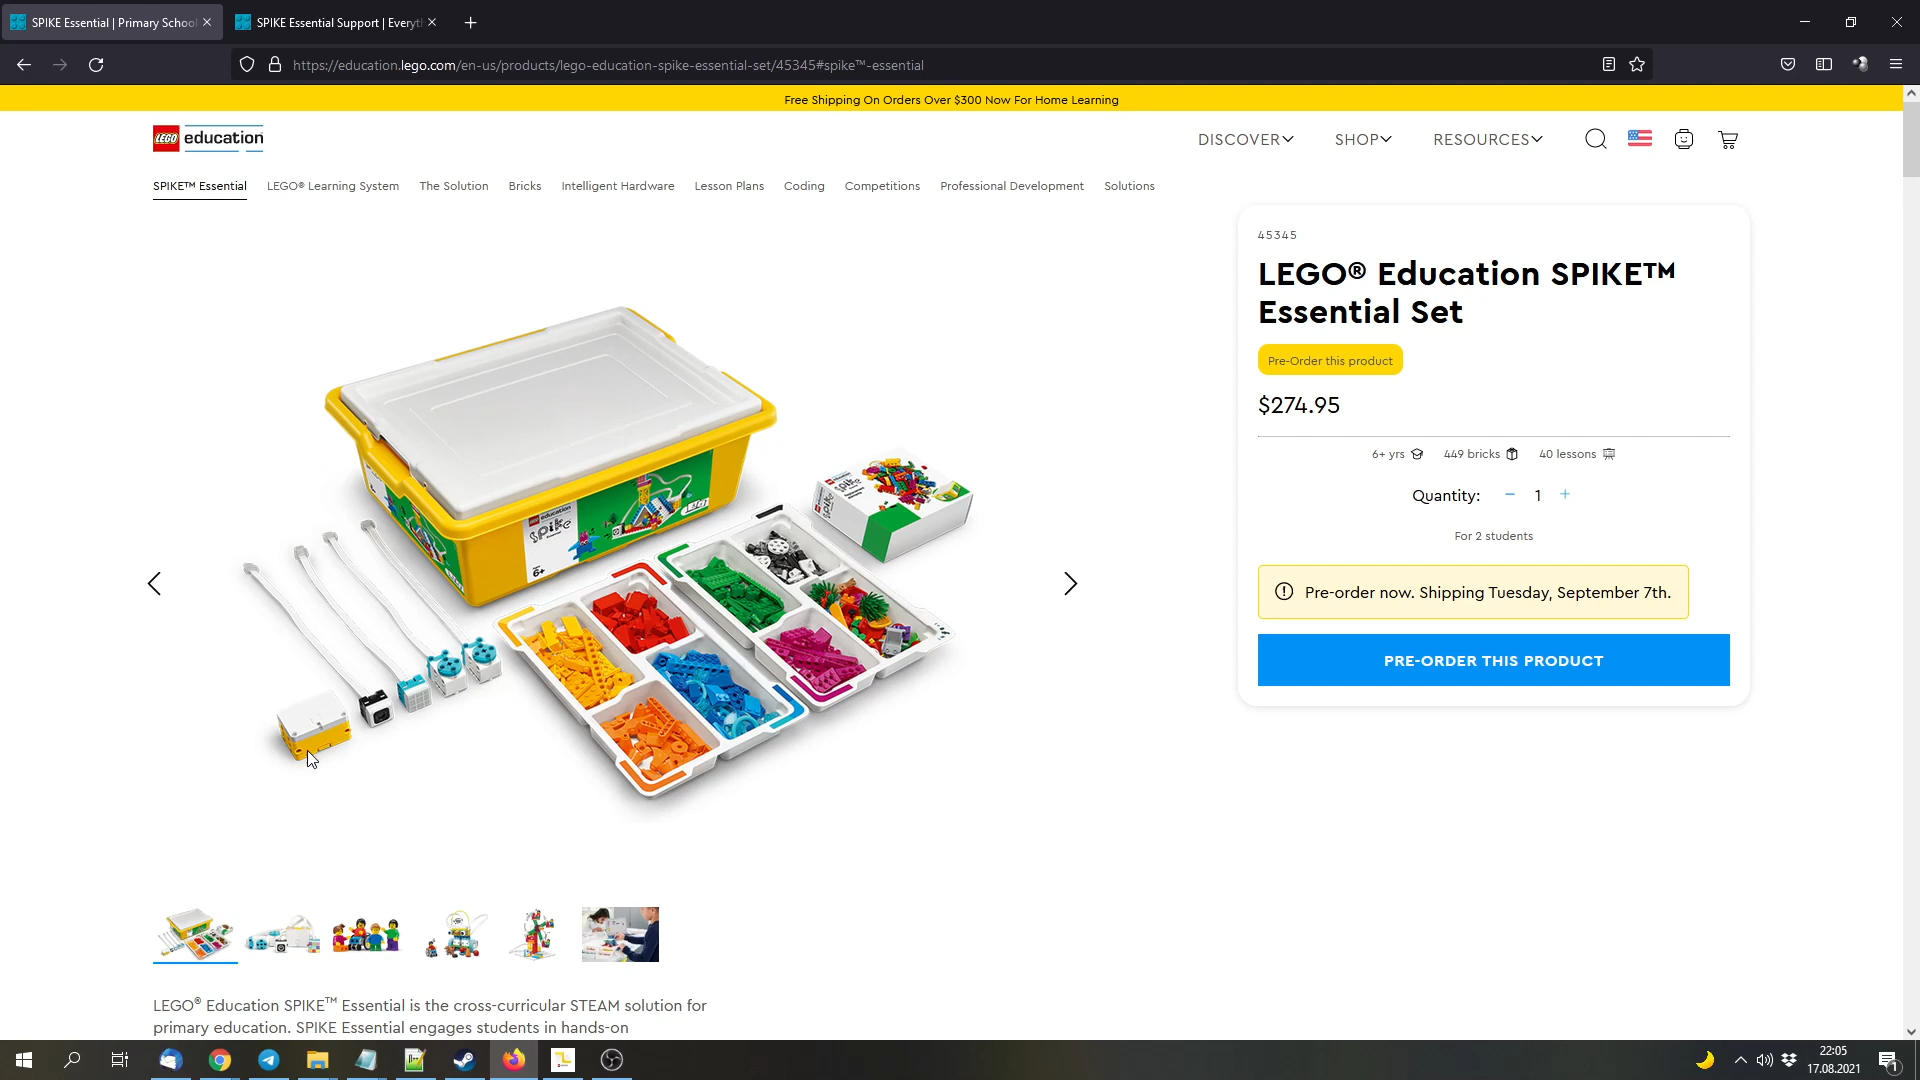 SPIKE Essential | Primary School
SPIKE Essential Support | Everyt
https://education.lego.com/en-us/products/lego-education-spike-essential-set/45345#spike™-essential
Free Shipping On Orders Over $300 Now For Home Learning
LEGO education
DISCOVER
SHOP
RESOURCES
SPIKE™ Essential
LEGO® Learning System
The Solution
Bricks
Intelligent Hardware
Lesson Plans
Coding
Competitions
Professional Development
Solutions
45345
LEGO® Education SPIKE™
Essential Set
Pre-Order this product
$274.95
6+ yrs
449 bricks
40 lessons
Quantity: − 1 +
For 2 students
Pre-order now. Shipping Tuesday, September 7th.
PRE-ORDER THIS PRODUCT
education
spike
6+
LEGO® Education SPIKE™ Essential is the cross-curricular STEAM solution for
primary education. SPIKE Essential engages students in hands-on
22:05
17.08.2021
1